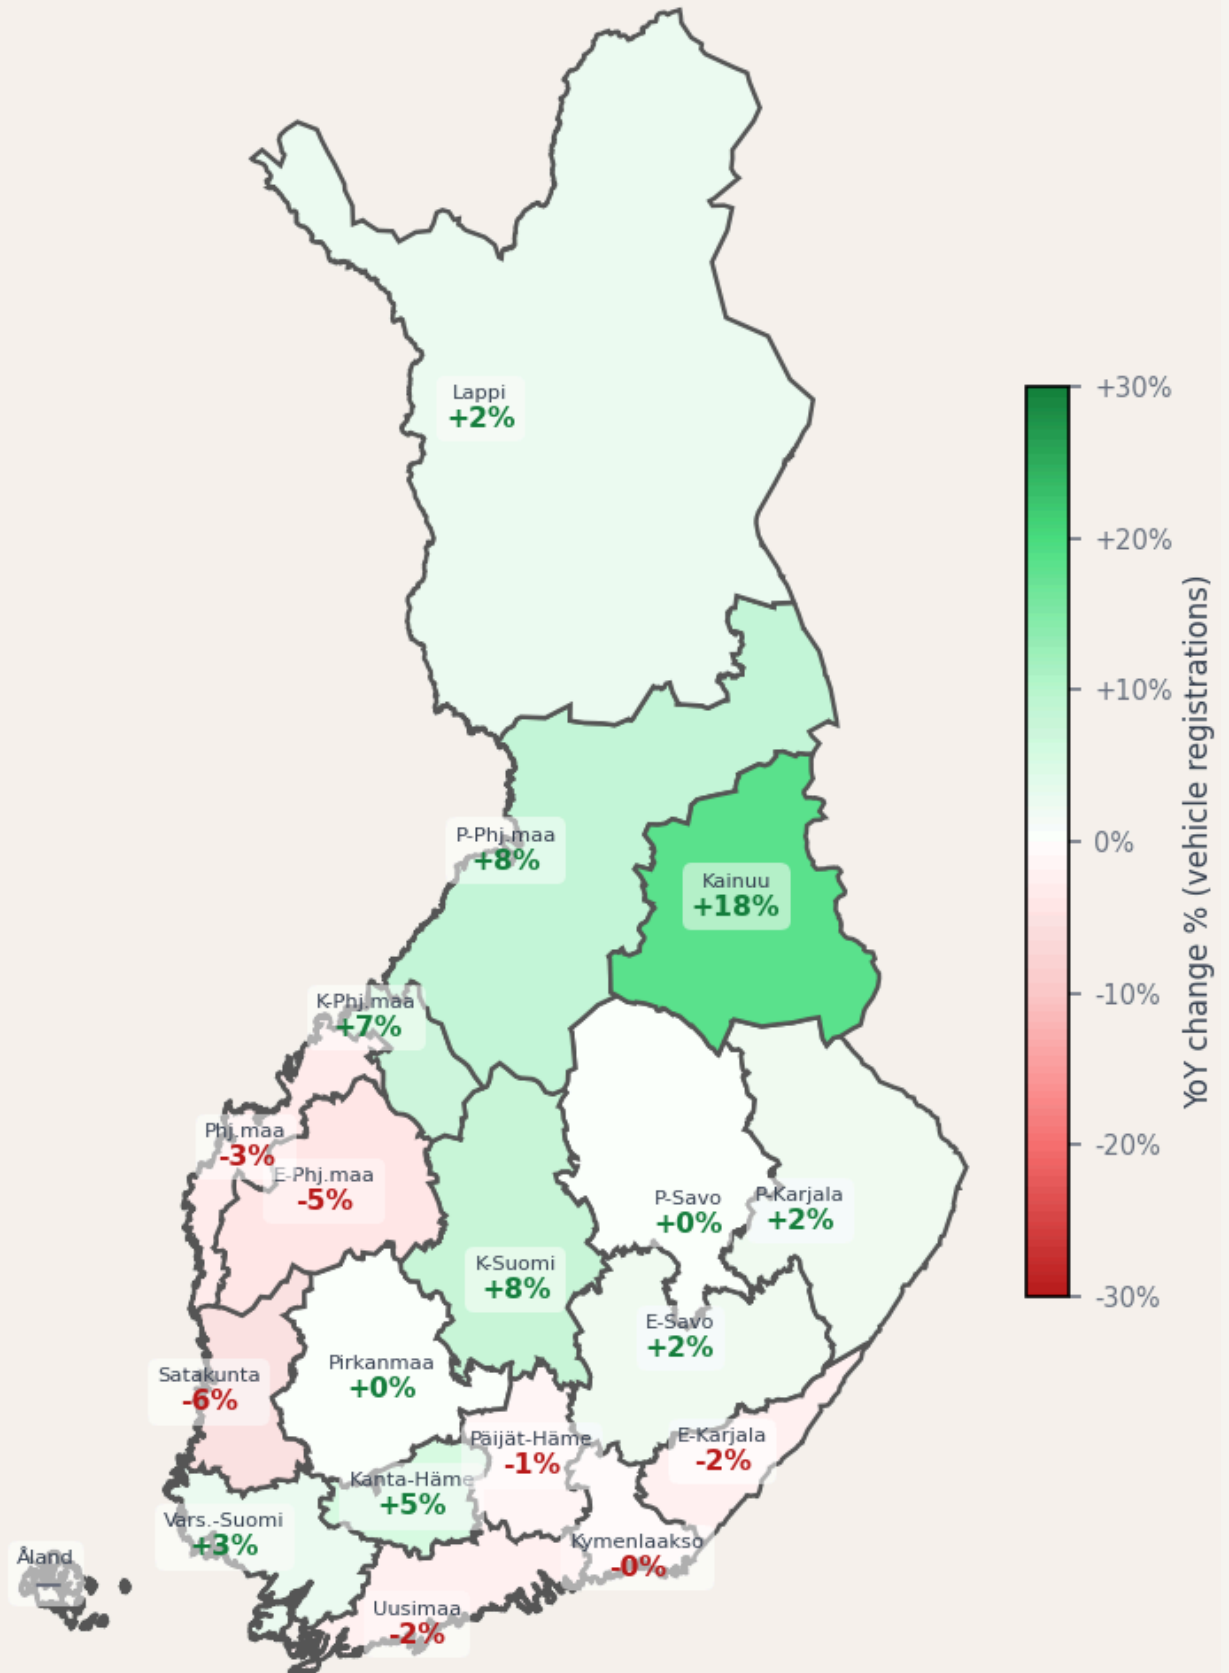 Lappi
+2%
P-Phj.maa
+8%
Kainuu
+18%
K-Phj.maa
+7%
Phj.maa
-3%
E-Phj.maa
-5%
P-Savo
+0%
P-Karjala
+2%
K-Suomi
+8%
E-Savo
+2%
Pirkanmaa
+0%
Satakunta
-6%
Päijät-Häme
-1%
E-Karjala
-2%
Kanta-Häme
+5%
Vars.-Suomi
+3%
Kymenlaakso
-0%
Åland
—
Uusimaa
-2%
+30%
+20%
+10%
0%
-10%
-20%
-30%
YoY change % (vehicle registrations)